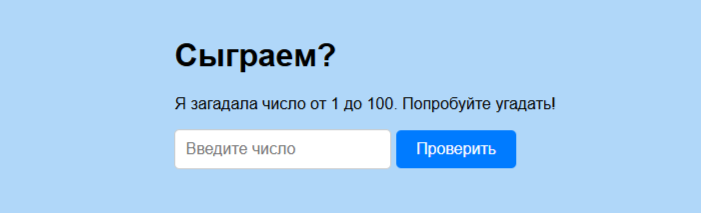 Сыграем?
Я загадала число от 1 до 100. Попробуйте угадать!
Введите число
Проверить